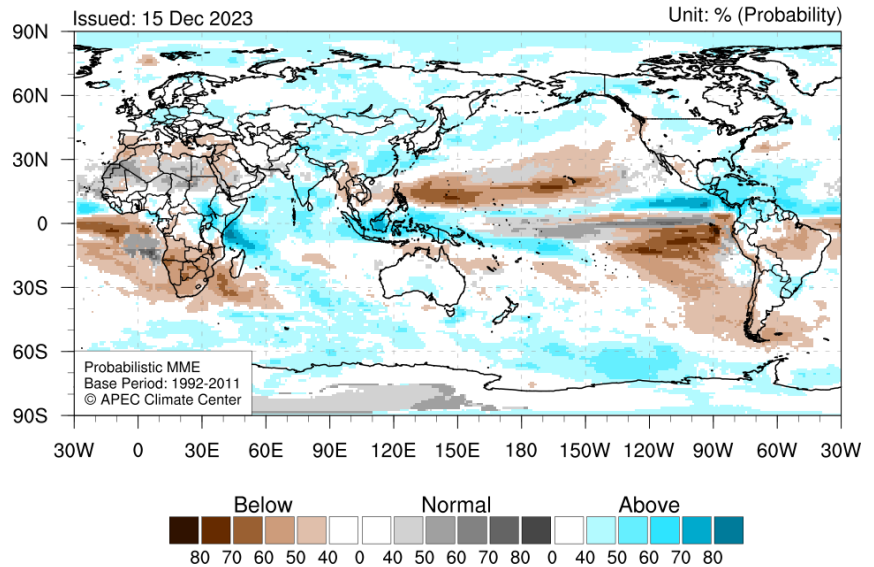 Issued: 15 Dec 2023 Unit: % (Probability)
90N
60N
30N
0
30S
60S
90S
Probabilistic MME
Base Period: 1992-2011
© APEC Climate Center
30W 0 30E 60E 90E 120E 150E 180 150W 120W 90W 60W 30W
Below Normal Above
80 70 60 50 40 0 40 50 60 70 80 0 40 50 60 70 80